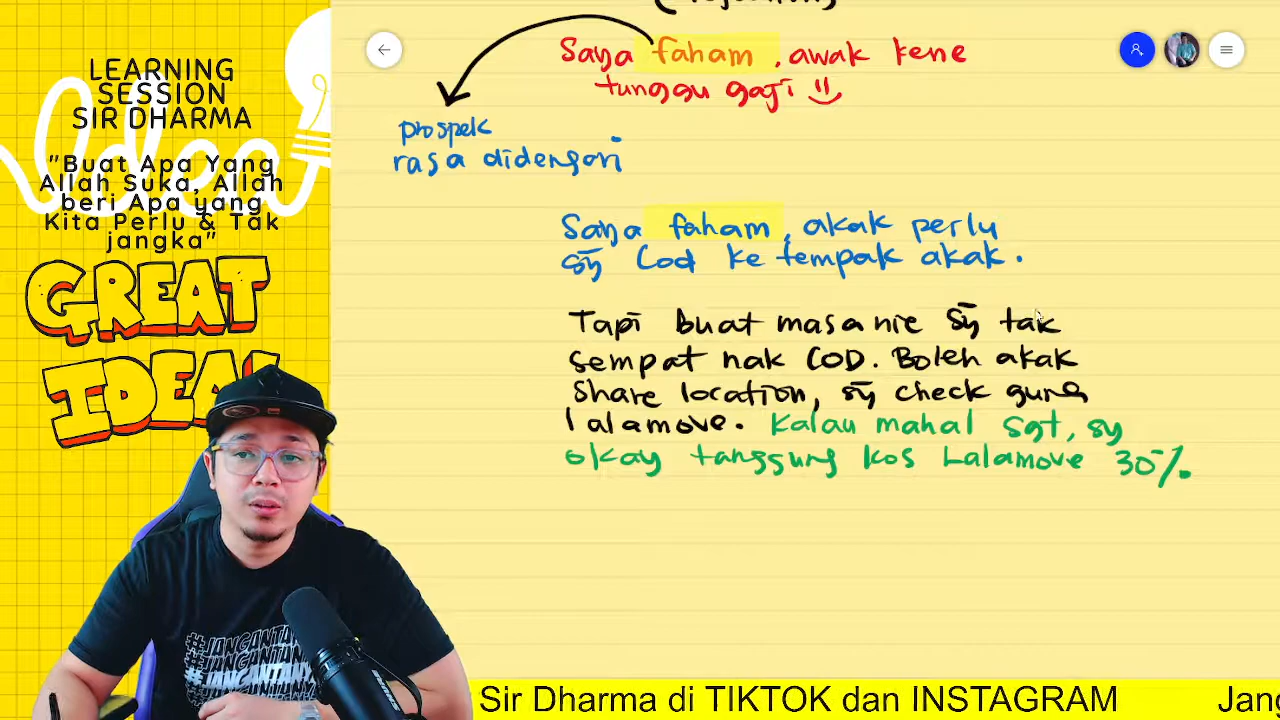 LEARNING
SESSION
SIR DHARMA
"Buat Apa Yang
Allah Suka, Allah
beri Apa yang
Kita Perlu & Tak
jangka"
GREAT
IDEA
Saya faham, awak kene
tunggu gaji
prospek
rasa didengari
Saya faham, akak perlu
sy Cod ke tempak akak.
Tapi buat masa nie sy tak
sempat nak COD. Boleh akak
Share location, sy check guna
lalamove. Kalau mahal sgt, sy
okay tanggung kos Lalamove 30%
#JANGANTANY
Sir Dharma di TIKTOK dan INSTAGRAM